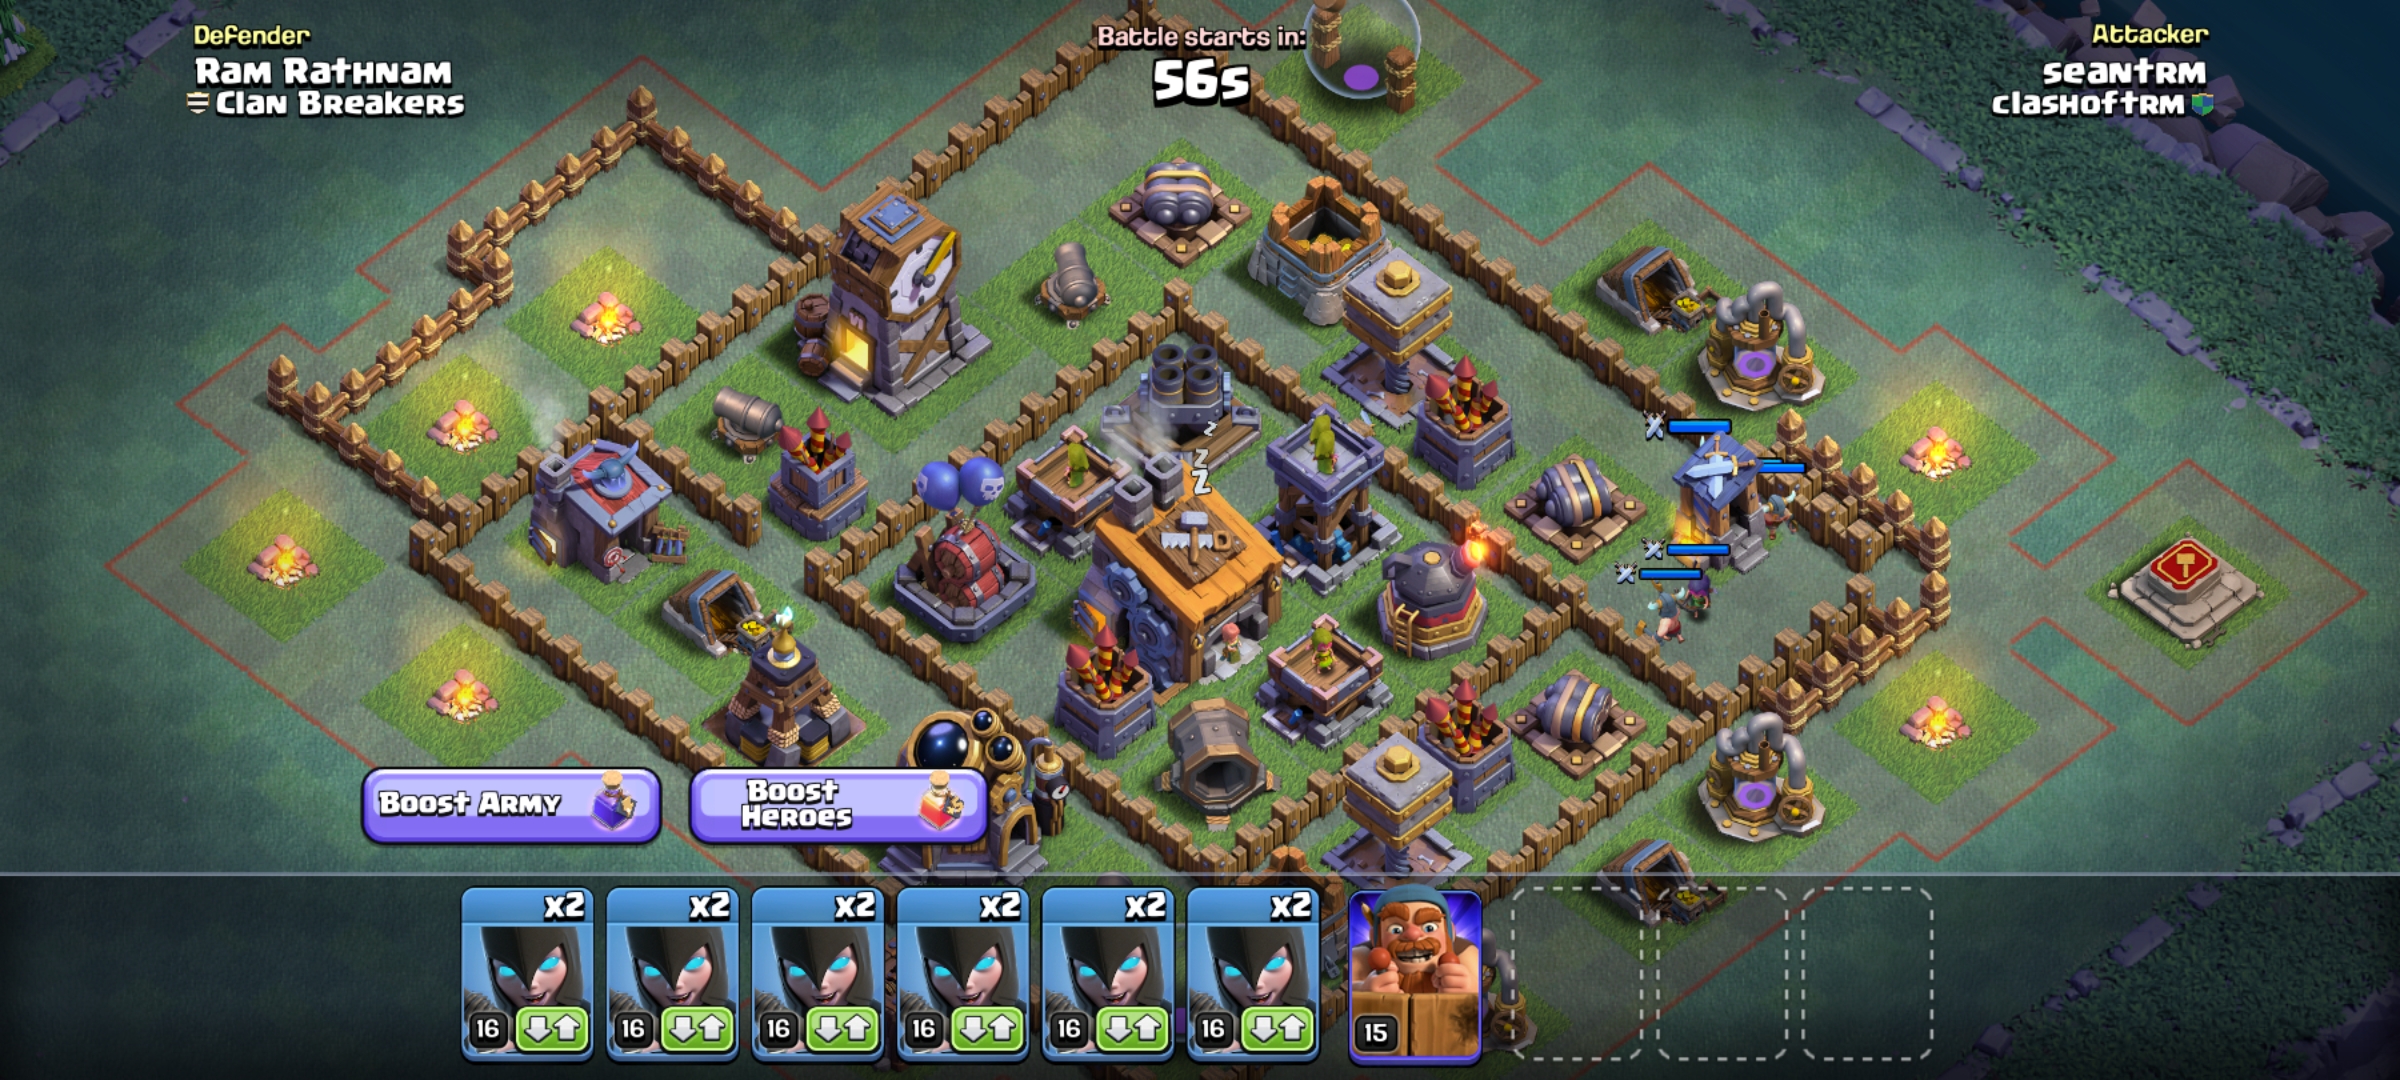 Defender
Ram Rathnam
Clan Breakers
Battle starts in:
56s
Attacker
seantrm
clashoftrm
z
z
z
Boost Army
Boost
Heroes
x2
x2
x2
x2
x2
x2
16
16
16
16
16
16
15